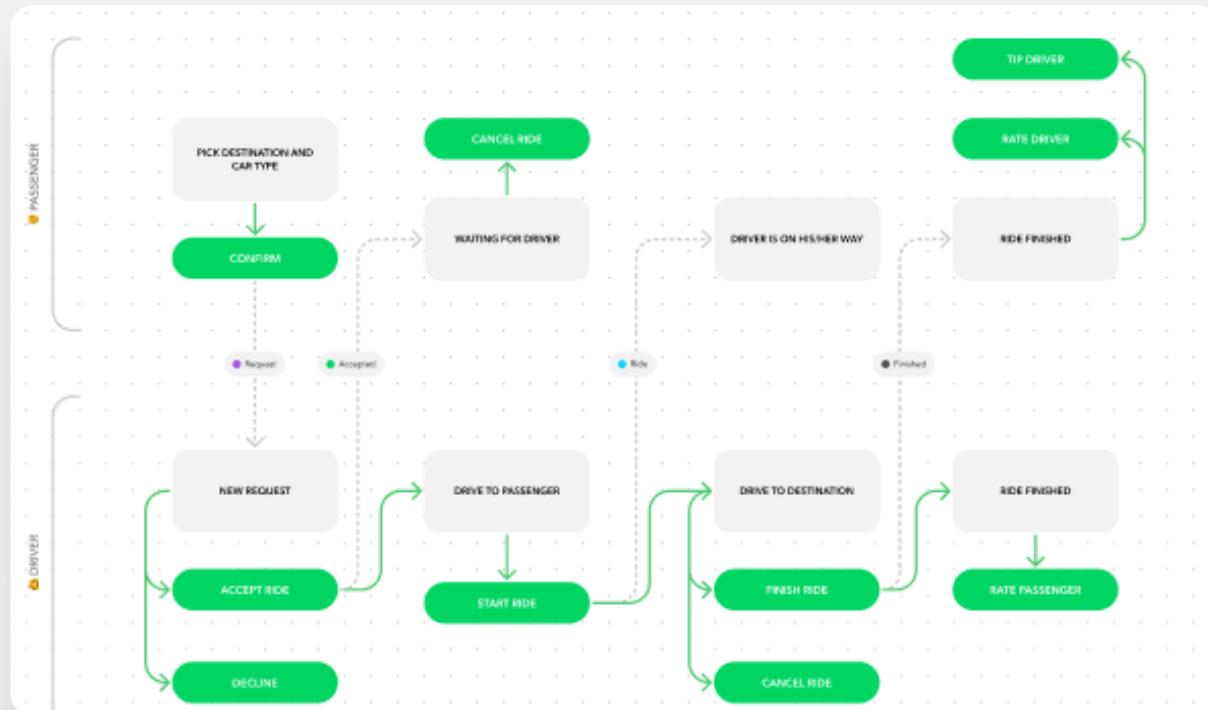 PASSENGER
TIP DRIVER
PICK DESTINATION AND
CAR TYPE
CANCEL RIDE
RATE DRIVER
CONFIRM
WAITING FOR DRIVER
DRIVER IS ON HIS/HER WAY
RIDE FINISHED
Request
Accepted
Ride
Finished
DRIVER
NEW REQUEST
DRIVE TO PASSENGER
DRIVE TO DESTINATION
RIDE FINISHED
ACCEPT RIDE
START RIDE
FINISH RIDE
RATE PASSENGER
DECLINE
CANCEL RIDE